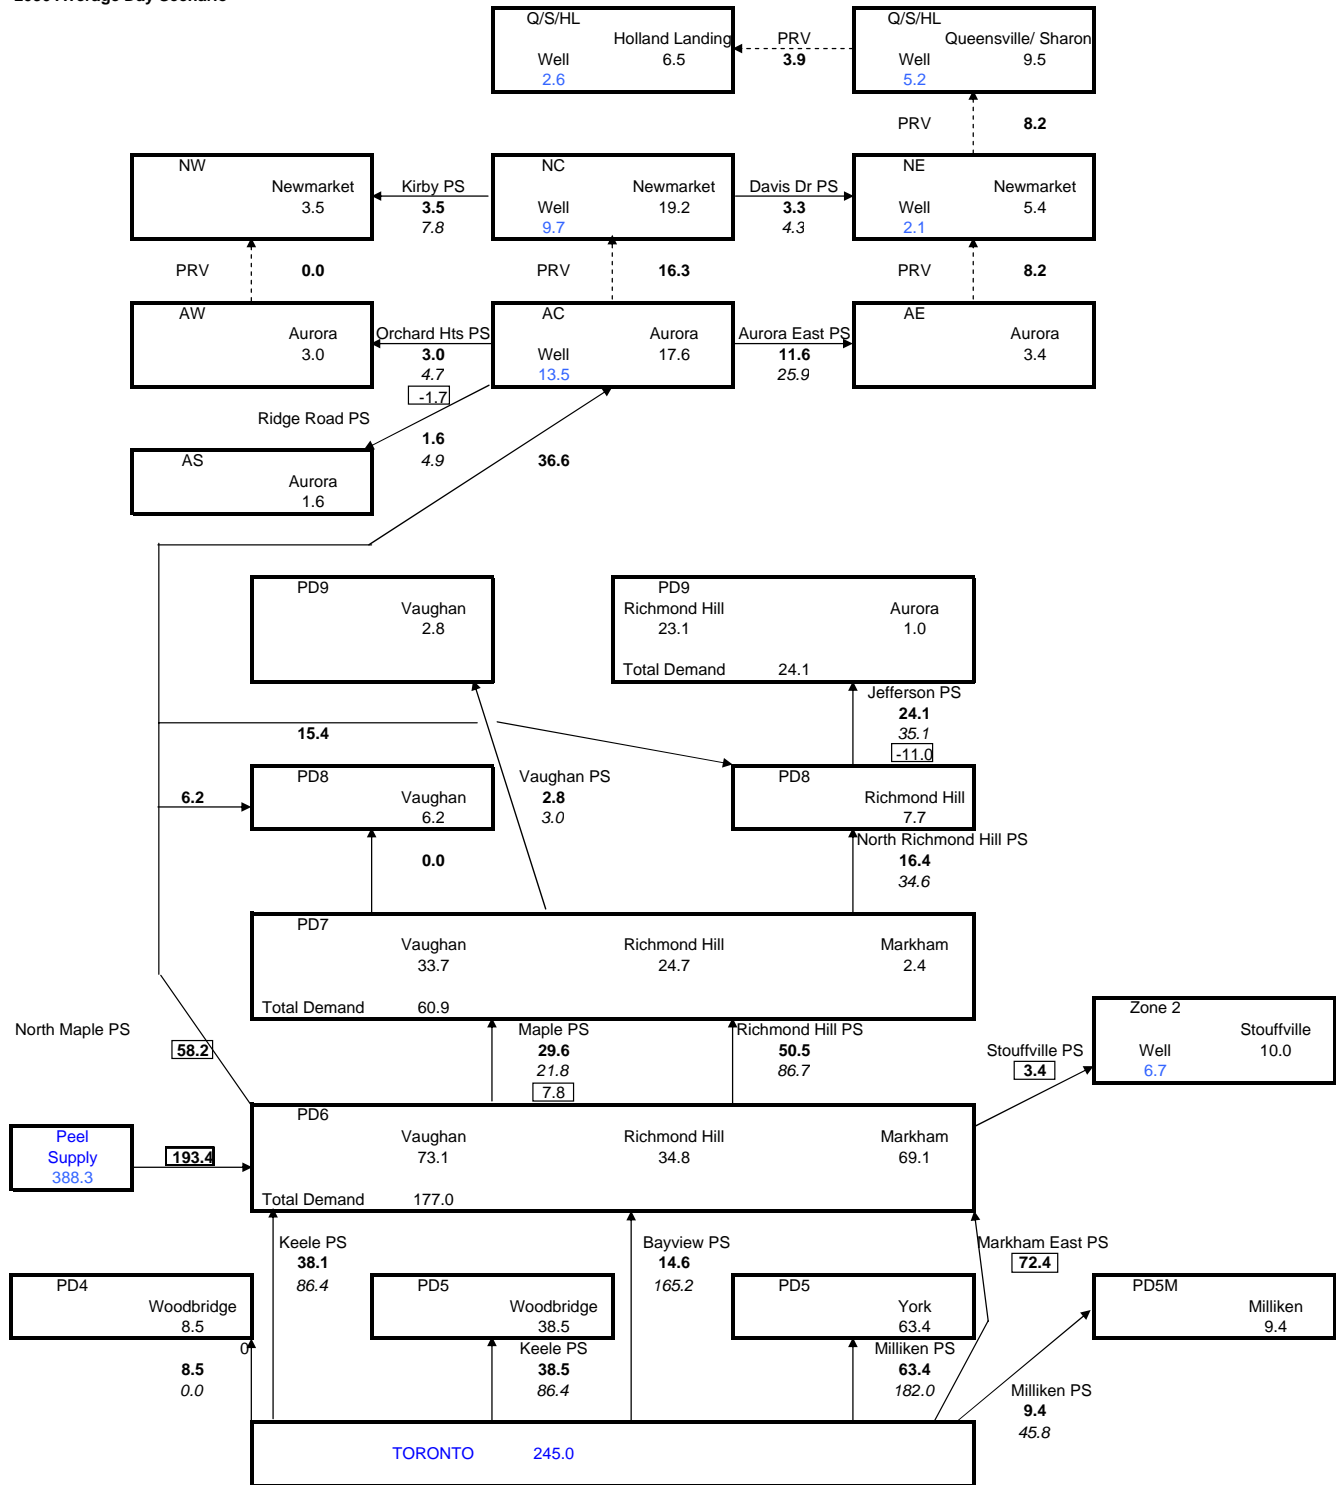 Q/S/HL
Holland Landing
Well 6.5
2.6
PRV
3.9
Q/S/HL
Queensville/ Sharon
Well 9.5
5.2
PRV 8.2
NW
Newmarket
3.5
Kirby PS
3.5
7.8
NC
Newmarket
Well 19.2
9.7
Davis Dr PS
3.3
4.3
NE
Newmarket
Well 5.4
2.1
PRV 0.0
PRV 16.3
PRV 8.2
AW
Aurora
3.0
Orchard Hts PS
3.0
4.7
-1.7
AC
Aurora
Well 17.6
13.5
Aurora East PS
11.6
25.9
AE
Aurora
3.4
Ridge Road PS
1.6
4.9
36.6
AS
Aurora
1.6
PD9
Vaughan
2.8
PD9
Richmond Hill Aurora
23.1 1.0
Total Demand 24.1
Jefferson PS
24.1
35.1
-11.0
15.4
6.2
PD8
Vaughan
6.2
Vaughan PS
2.8
3.0
PD8
Richmond Hill
7.7
0.0
North Richmond Hill PS
16.4
34.6
PD7
Vaughan Richmond Hill Markham
33.7 24.7 2.4
Total Demand 60.9
North Maple PS
58.2
Maple PS
29.6
21.8
7.8
Richmond Hill PS
50.5
86.7
Stouffville PS
3.4
Zone 2
Stouffville
Well 10.0
6.7
Peel
Supply
388.3
193.4
PD6
Vaughan Richmond Hill Markham
73.1 34.8 69.1
Total Demand 177.0
Keele PS
38.1
86.4
Bayview PS
14.6
165.2
Markham East PS
72.4
PD4
Woodbridge
8.5
PD5
Woodbridge
38.5
PD5
York
63.4
PD5M
Milliken
9.4
0
8.5
0.0
Keele PS
38.5
86.4
Milliken PS
63.4
182.0
Milliken PS
9.4
45.8
TORONTO 245.0